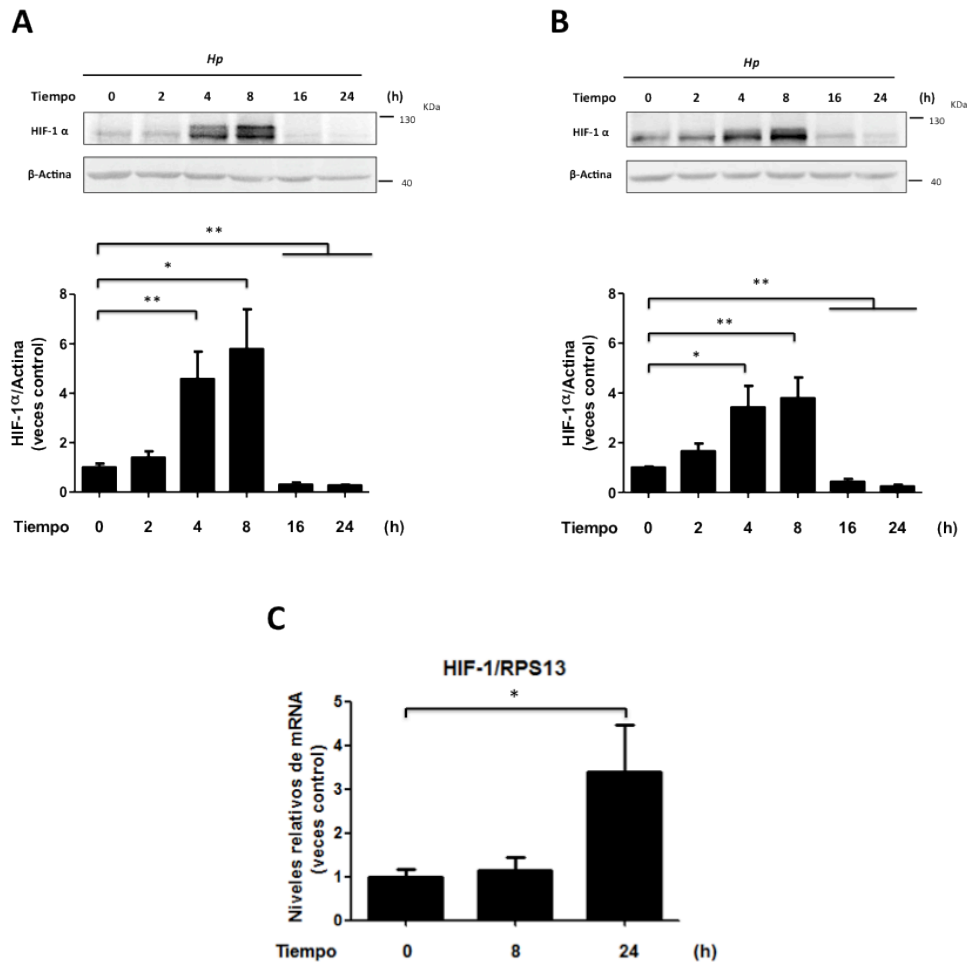 A
Hp
Tiempo 0 2 4 8 16 24 (h)
KDa
HIF-1 α
130
β-Actina
40
**
*
**
HIF-1α/Actina
(veces control)
8
6
4
2
0
Tiempo 0 2 4 8 16 24 (h)
B
Hp
Tiempo 0 2 4 8 16 24 (h)
KDa
HIF-1 α
130
β-Actina
40
**
**
*
HIF-1α/Actina
(veces control)
8
6
4
2
0
Tiempo 0 2 4 8 16 24 (h)
C
HIF-1/RPS13
*
Niveles relativos de mRNA
(veces control)
5
4
3
2
1
0
Tiempo 0 8 24 (h)